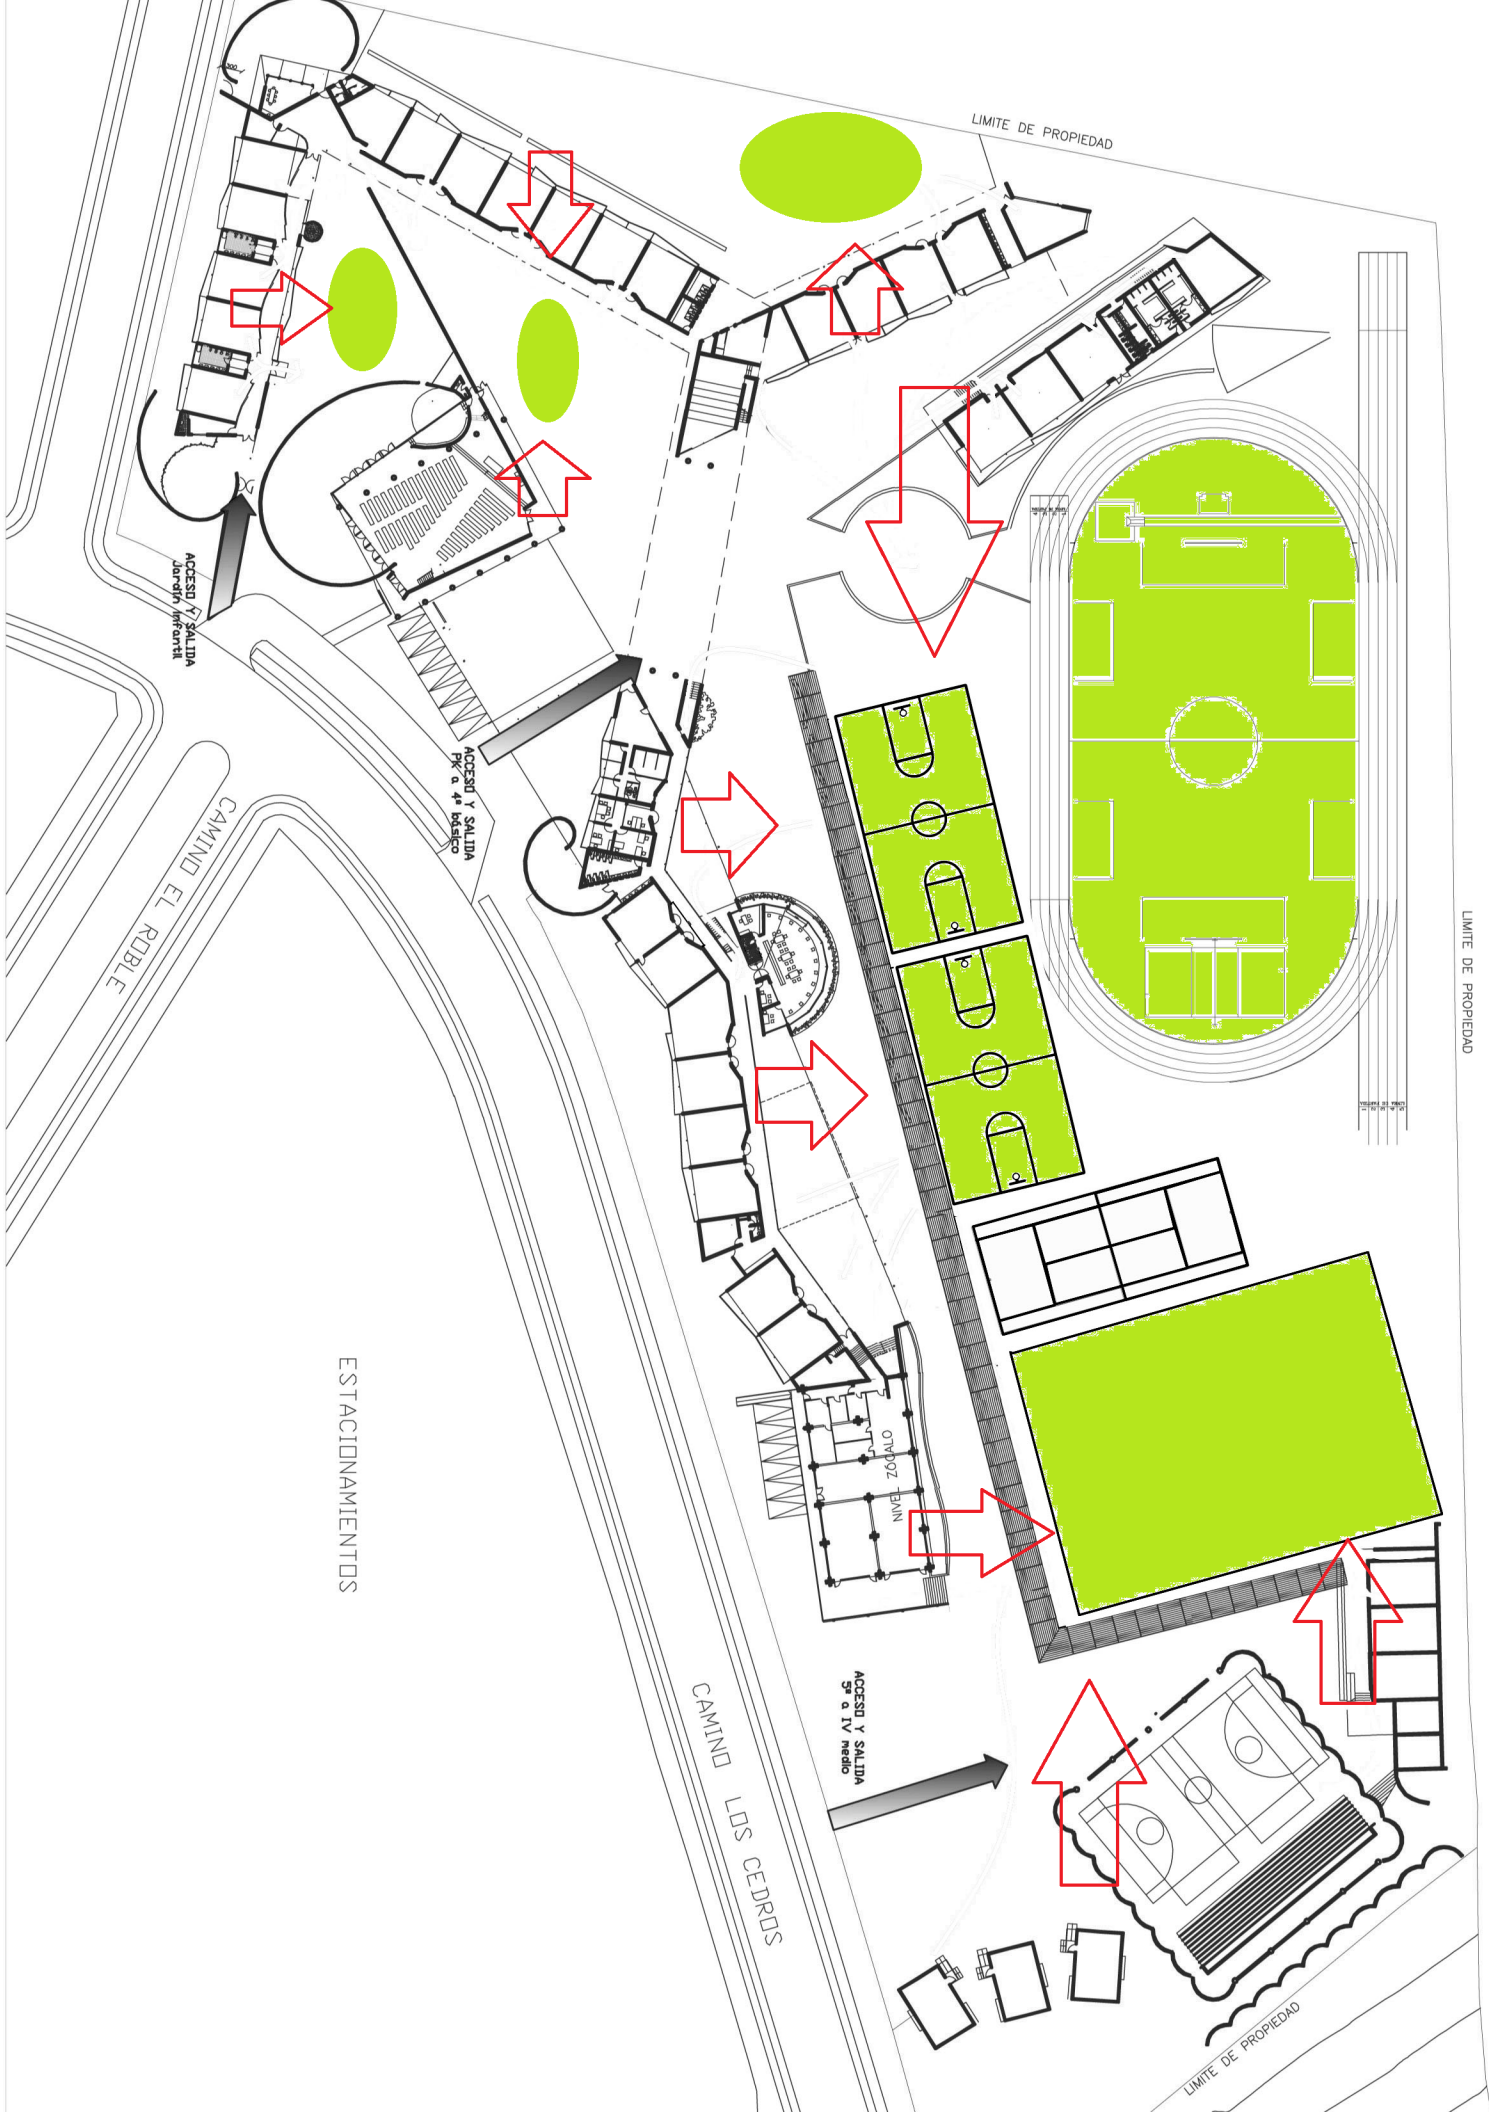 LIMITE DE PROPIEDAD
ACCESO Y SALIDA
Jardín infantil
ACCESO Y SALIDA
PK a 4º básico
CAMINO EL ROBLE
LIMITE DE PROPIEDAD
ESTACIONAMIENTOS
NIVEL ZÓCALO
ACCESO Y SALIDA
5º a IV medio
CAMINO LOS CEDROS
LIMITE DE PROPIEDAD